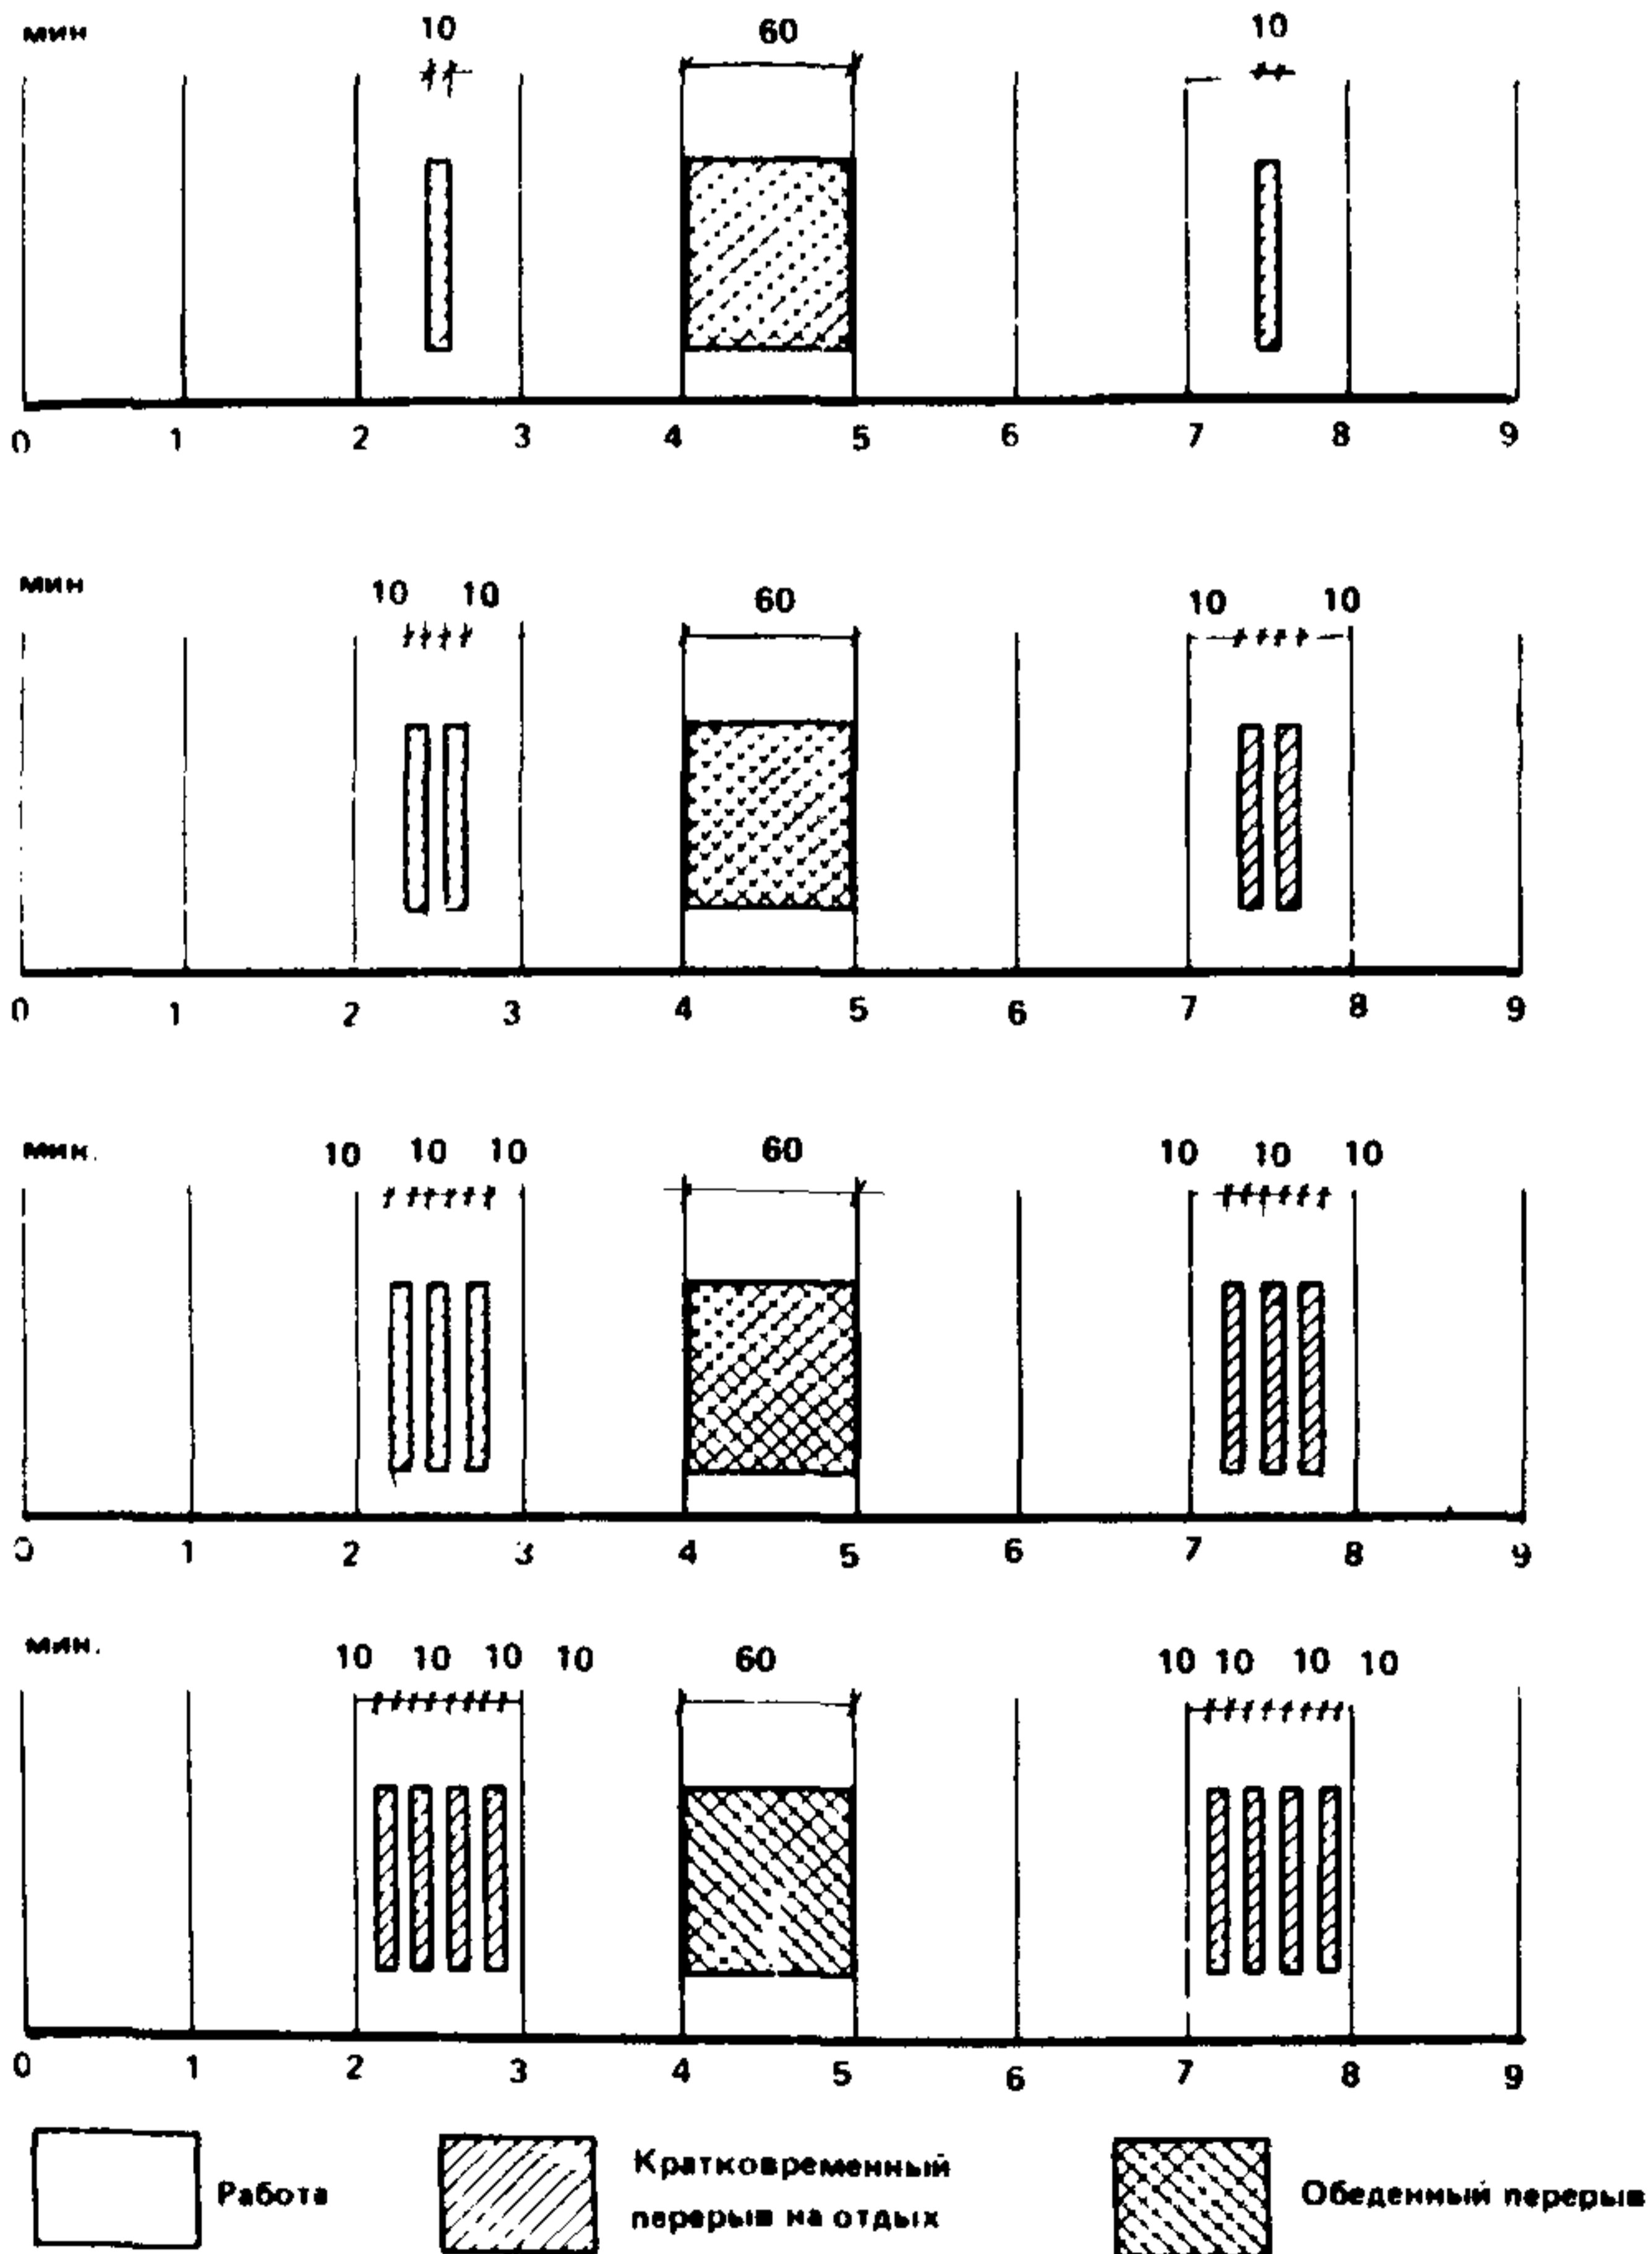 мин
10 60 10
0 1 2 3 4 5 6 7 8 9
мин
10 10 60 10 10
0 1 2 3 4 5 6 7 8 9
мин.
10 10 10 60 10 10 10
0 1 2 3 4 5 6 7 8 9
мин.
10 10 10 10 60 10 10 10 10
0 1 2 3 4 5 6 7 8 9
Работа
Кратковременный
перерыв на отдых
Обеденный перерыв